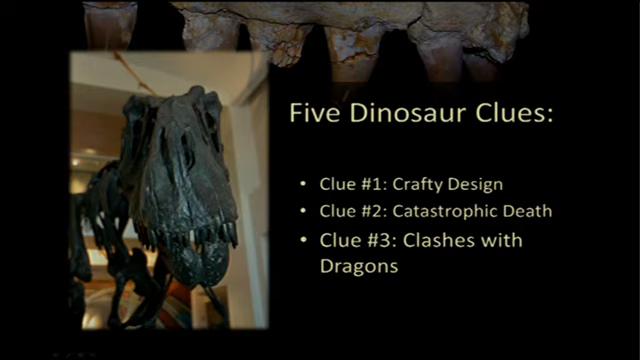 Five Dinosaur Clues:
• Clue #1: Crafty Design
• Clue #2: Catastrophic Death
• Clue #3: Clashes with
Dragons